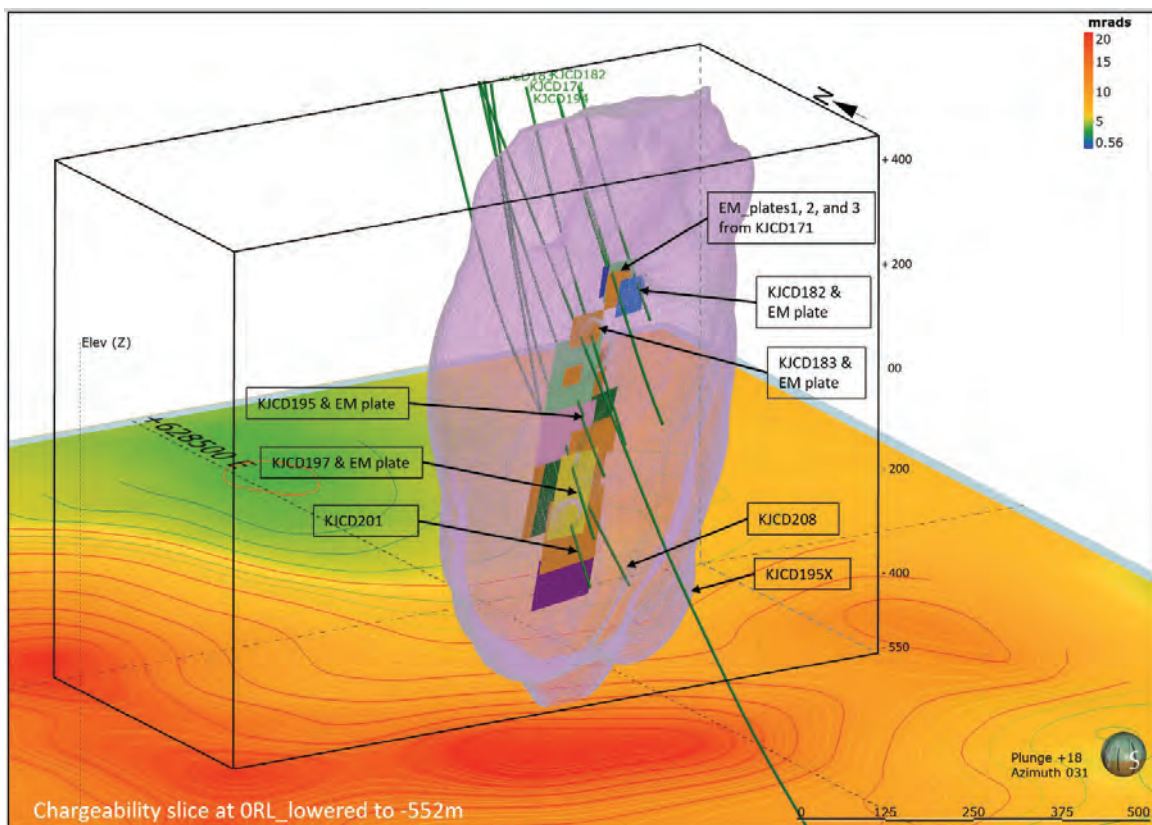 mrads
20
15
10
5
0.56
KJCD182
KJCD171
KJCD194
N
+ 400
EM_plates1, 2, and 3
from KJCD171
+ 200
KJCD182 &
EM plate
Elev (Z)
KJCD183 &
EM plate
00
KJCD195 & EM plate
+628500 E
KJCD197 & EM plate
- 200
KJCD201
KJCD208
KJCD195X
- 400
- 550
Plunge +18
Azimuth 031
S
Chargeability slice at 0RL_lowered to -552m
0 125 250 375 500